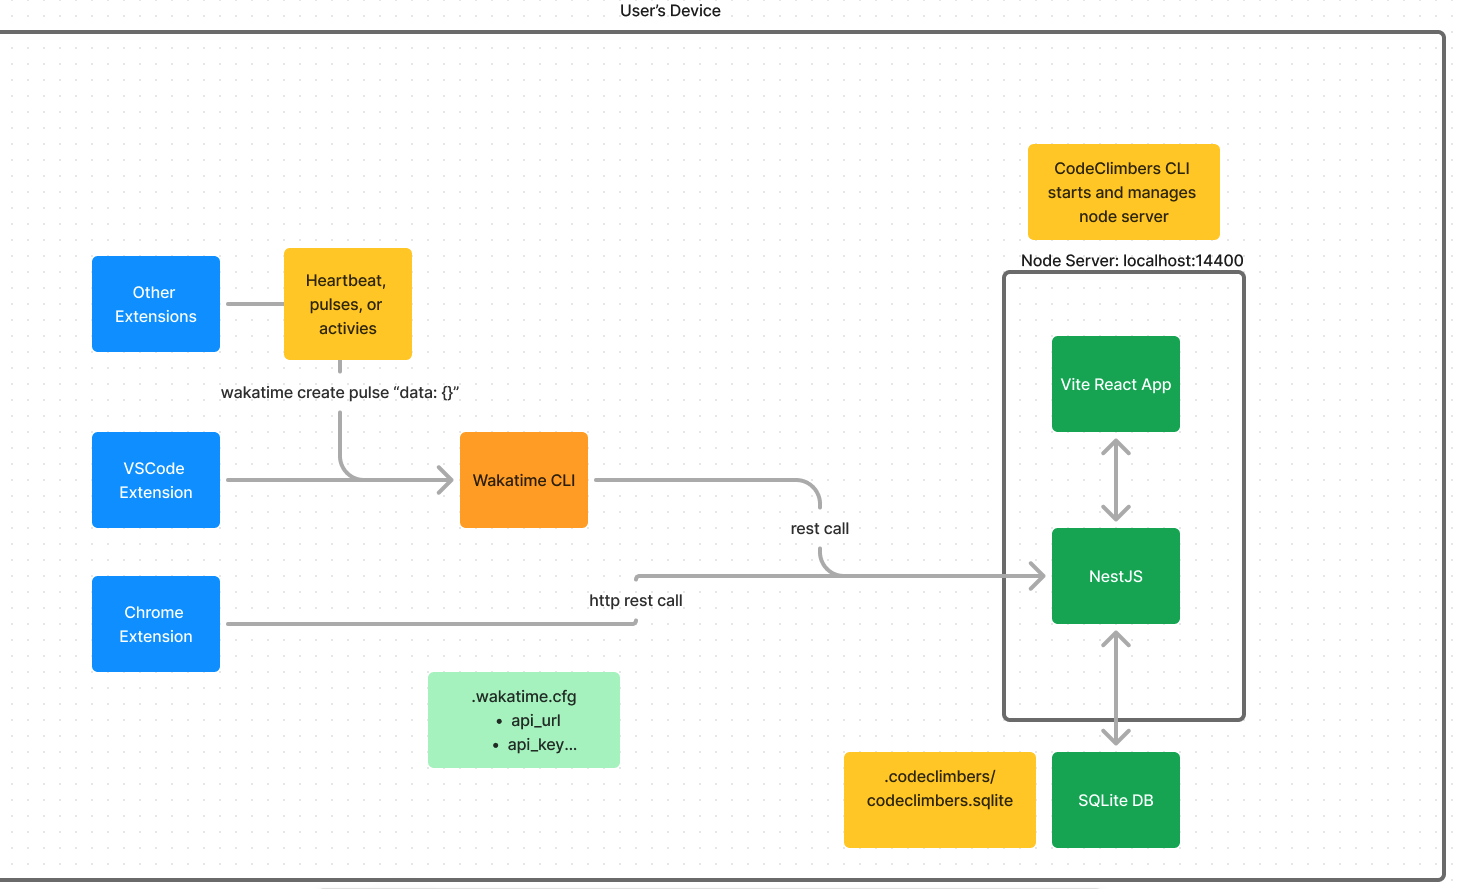 User’s Device
CodeClimbers CLI
starts and manages
node server
Node Server: localhost:14400
Other
Extensions
Heartbeat,
pulses, or
activies
Vite React App
wakatime create pulse “data: {}”
VSCode
Extension
Wakatime CLI
rest call
NestJS
http rest call
Chrome
Extension
.wakatime.cfg
• api_url
• api_key...
.codeclimbers/
codeclimbers.sqlite
SQLite DB